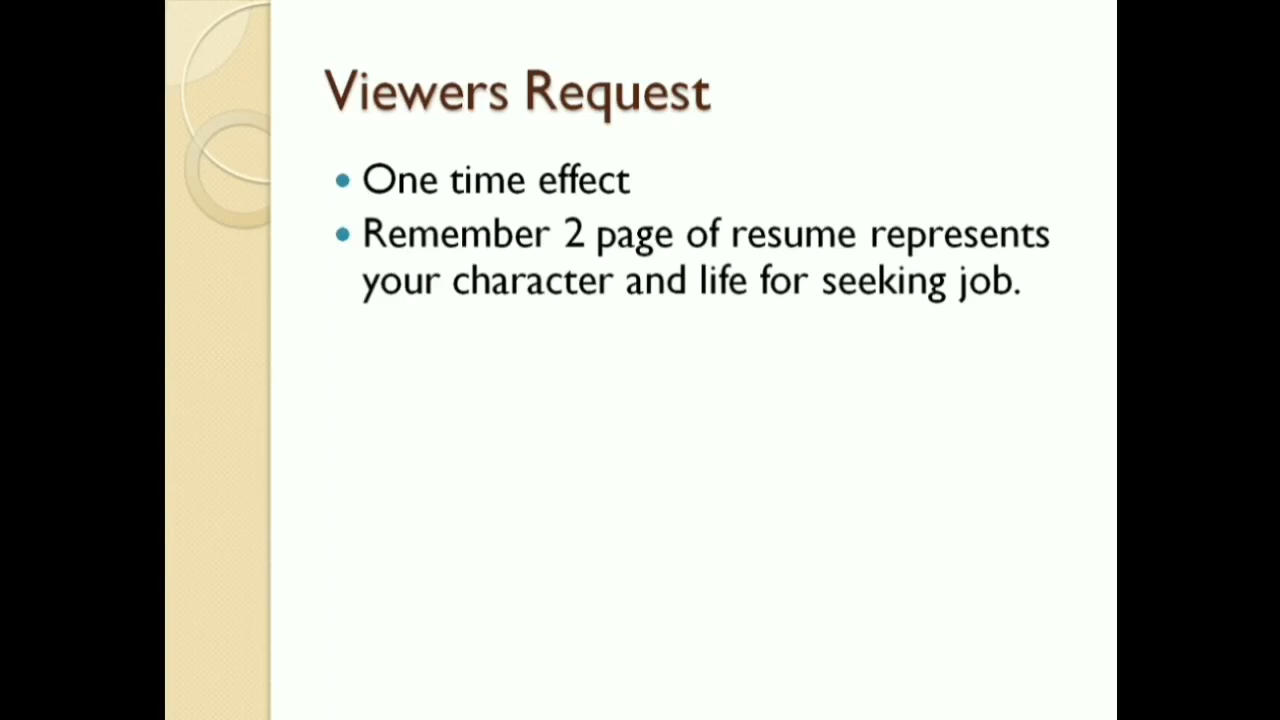 Viewers Request
• One time effect
• Remember 2 page of resume represents
your character and life for seeking job.